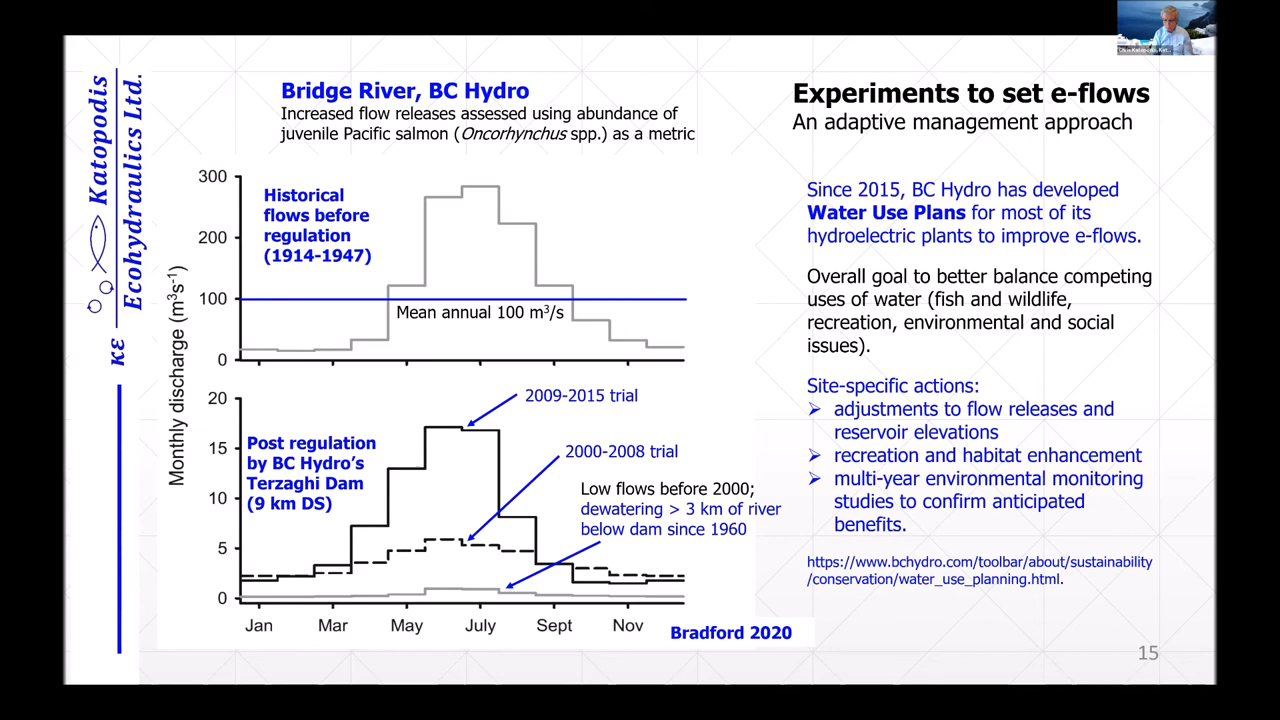 Katopodis
Ecohydraulics Ltd.
κε
Bridge River, BC Hydro
Increased flow releases assessed using abundance of
juvenile Pacific salmon (Oncorhynchus spp.) as a metric
Monthly discharge (m³s⁻¹)
300
200
100
0
Historical
flows before
regulation
(1914-1947)
Mean annual 100 m³/s
20
15
10
5
0
Post regulation
by BC Hydro's
Terzaghi Dam
(9 km DS)
2009-2015 trial
2000-2008 trial
Low flows before 2000;
dewatering > 3 km of river
below dam since 1960
Jan
Mar
May
July
Sept
Nov
Bradford 2020
Experiments to set e-flows
An adaptive management approach
Since 2015, BC Hydro has developed
Water Use Plans for most of its
hydroelectric plants to improve e-flows.
Overall goal to better balance competing
uses of water (fish and wildlife,
recreation, environmental and social
issues).
Site-specific actions:
➢ adjustments to flow releases and
reservoir elevations
➢ recreation and habitat enhancement
➢ multi-year environmental monitoring
studies to confirm anticipated
benefits.
https://www.bchydro.com/toolbar/about/sustainability
/conservation/water_use_planning.html.
15